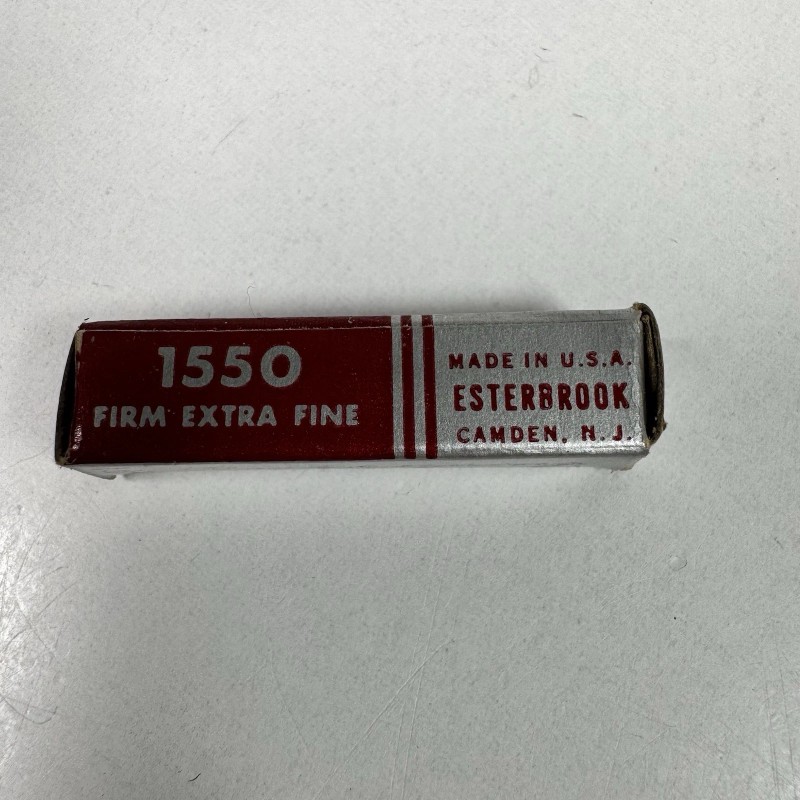 1550
FIRM EXTRA FINE
MADE IN U.S.A.
ESTERBROOK
CAMDEN, N.J.